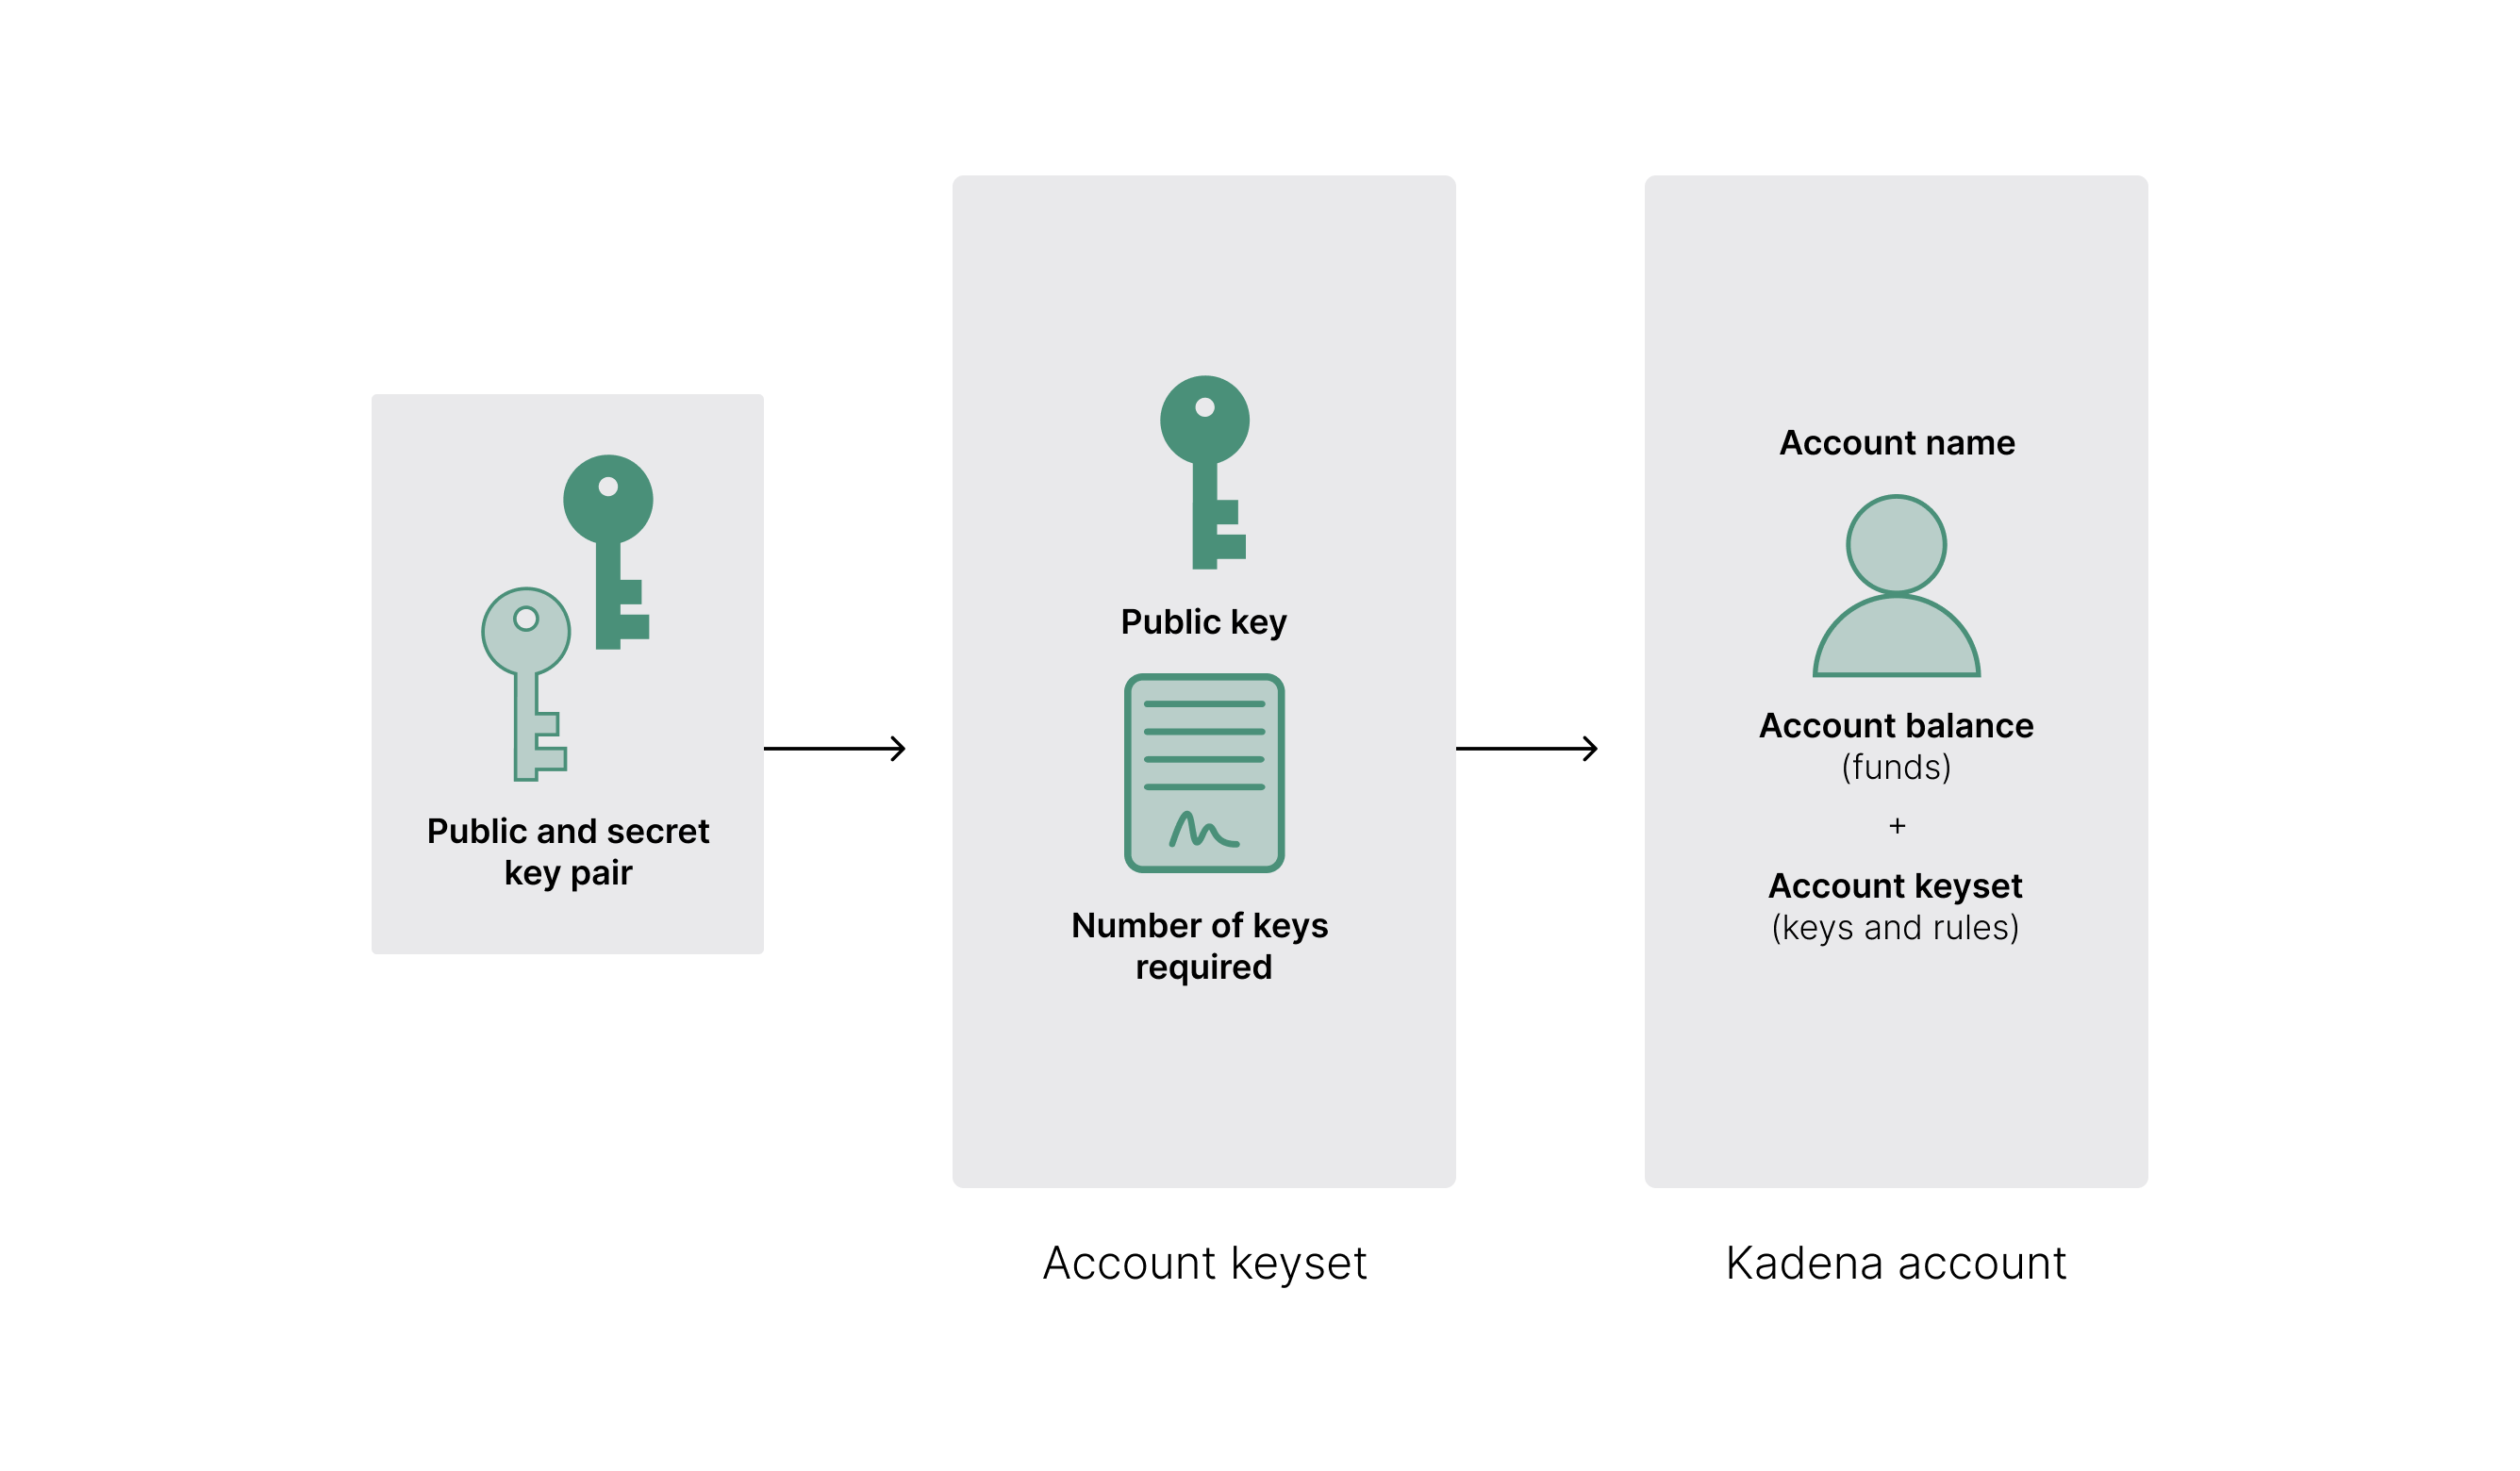 Public and secret
key pair
Public key
Number of keys
required
Account keyset
Account name
Account balance
(funds)
+
Account keyset
(keys and rules)
Kadena account